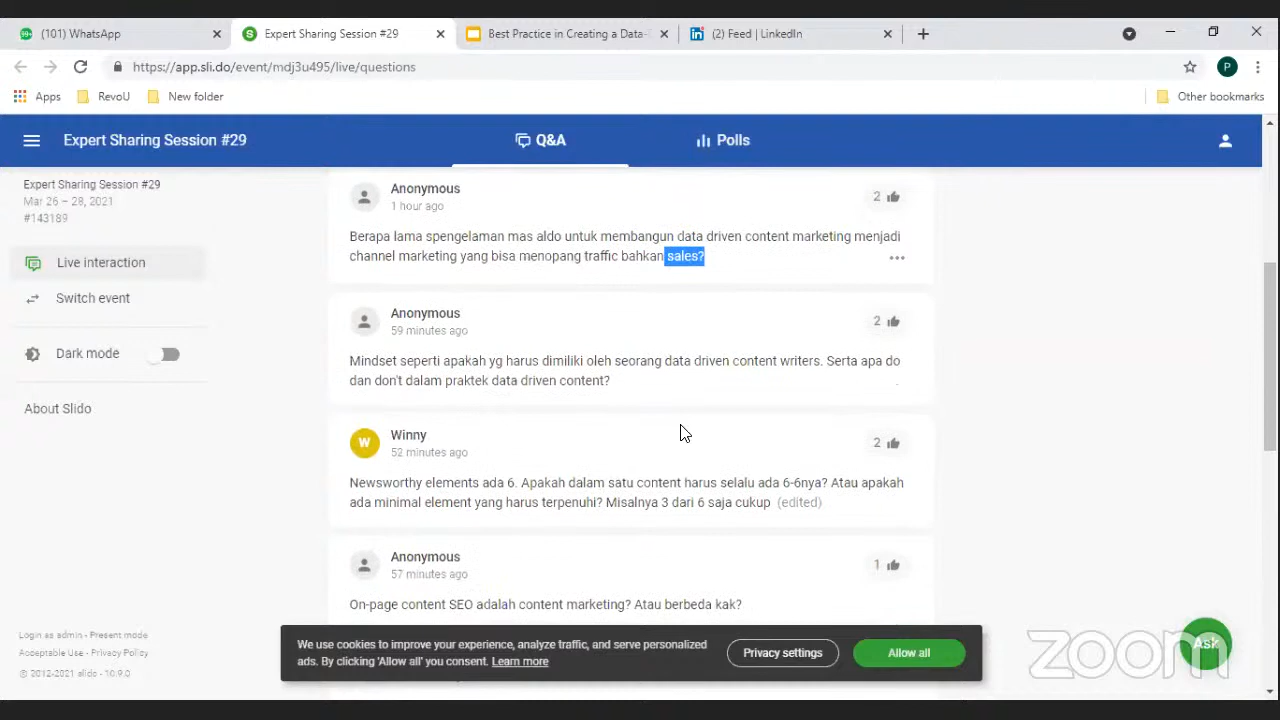 (101) WhatsApp
Expert Sharing Session #29
Best Practice in Creating a Data-
(2) Feed | LinkedIn
https://app.sli.do/event/mdj3u495/live/questions
P
Apps
RevoU
New folder
Other bookmarks
Expert Sharing Session #29
Q&A
Polls
Expert Sharing Session #29
Mar 26 – 28, 2021
#143189
Live interaction
Switch event
Dark mode
About Slido
Anonymous
2
1 hour ago
Berapa lama spengelaman mas aldo untuk membangun data driven content marketing menjadi
channel marketing yang bisa menopang traffic bahkan sales?
Anonymous
2
59 minutes ago
Mindset seperti apakah yg harus dimiliki oleh seorang data driven content writers. Serta apa do
dan don't dalam praktek data driven content?
W
Winny
2
52 minutes ago
Newsworthy elements ada 6. Apakah dalam satu content harus selalu ada 6-6nya? Atau apakah
ada minimal element yang harus terpenuhi? Misalnya 3 dari 6 saja cukup (edited)
Anonymous
1
57 minutes ago
On-page content SEO adalah content marketing? Atau berbeda kak?
Login as admin - Present mode
Acceptable Use - Privacy Policy
© 2012-2021 slido - 10.9.0
We use cookies to improve your experience, analyze traffic, and serve personalized
ads. By clicking 'Allow all' you consent. Learn more
Privacy settings
Allow all
Ask
zoom